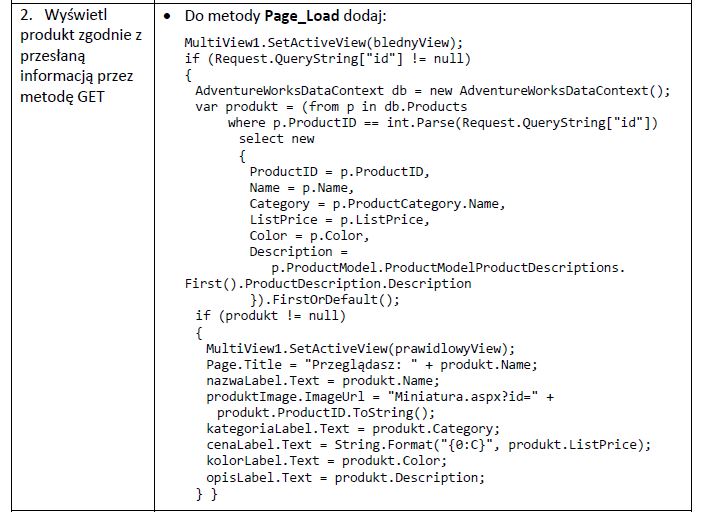 2. Wyświetl
produkt zgodnie z
przesłaną
informacją przez
metodę GET
• Do metody Page_Load dodaj:
MultiView1.SetActiveView(blednyView);
if (Request.QueryString["id"] != null)
{
AdventureWorksDataContext db = new AdventureWorksDataContext();
var produkt = (from p in db.Products
where p.ProductID == int.Parse(Request.QueryString["id"])
select new
{
ProductID = p.ProductID,
Name = p.Name,
Category = p.ProductCategory.Name,
ListPrice = p.ListPrice,
Color = p.Color,
Description =
p.ProductModel.ProductModelProductDescriptions.
First().ProductDescription.Description
}).FirstOrDefault();
if (produkt != null)
{
MultiView1.SetActiveView(prawidlowyView);
Page.Title = "Przeglądasz: " + produkt.Name;
nazwaLabel.Text = produkt.Name;
produktImage.ImageUrl = "Miniatura.aspx?id=" +
produkt.ProductID.ToString();
kategoriaLabel.Text = produkt.Category;
cenaLabel.Text = String.Format("{0:C}", produkt.ListPrice);
kolorLabel.Text = produkt.Color;
opisLabel.Text = produkt.Description;
} }